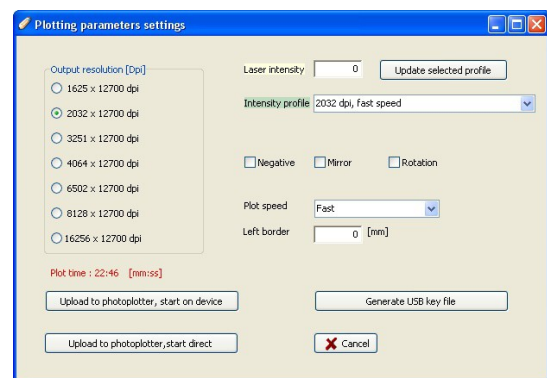 Plotting parameters settings
Output resolution [Dpi]
1625 x 12700 dpi
2032 x 12700 dpi
3251 x 12700 dpi
4064 x 12700 dpi
6502 x 12700 dpi
8128 x 12700 dpi
16256 x 12700 dpi
Laser intensity 0 Update selected profile
Intensity profile 2032 dpi, fast speed
Negative Mirror Rotation
Plot speed Fast
Left border 0 [mm]
Plot time : 22:46 [mm:ss]
Upload to photoplotter, start on device Generate USB key file
Upload to photoplotter,start direct Cancel